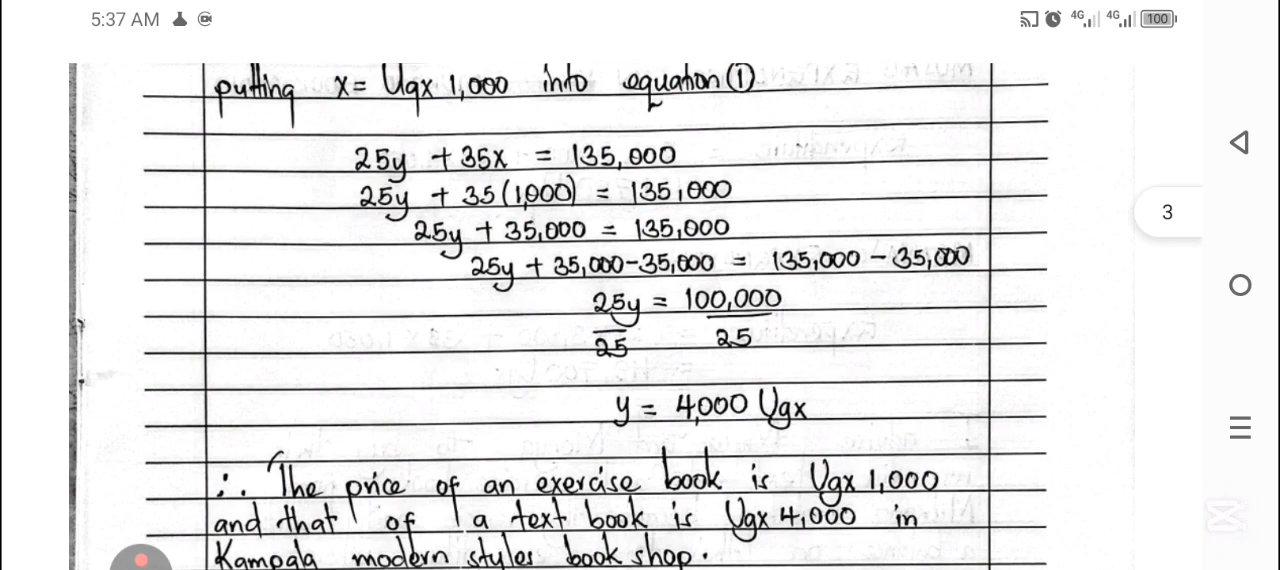 5:37 AM
4G 4G 100
putting x= Ugx 1,000 into equation (1)
25y + 35x = 135,000
25y + 35(1,000) = 135,000
25y + 35,000 = 135,000
25y + 35,000-35,000 = 135,000 - 35,000
25y = 100,000
25 25
y = 4,000 Ugx
∴ The price of an exercise book is Ugx 1,000
and that of a text book is Ugx 4,000 in
Kampala modern styles book shop.
3